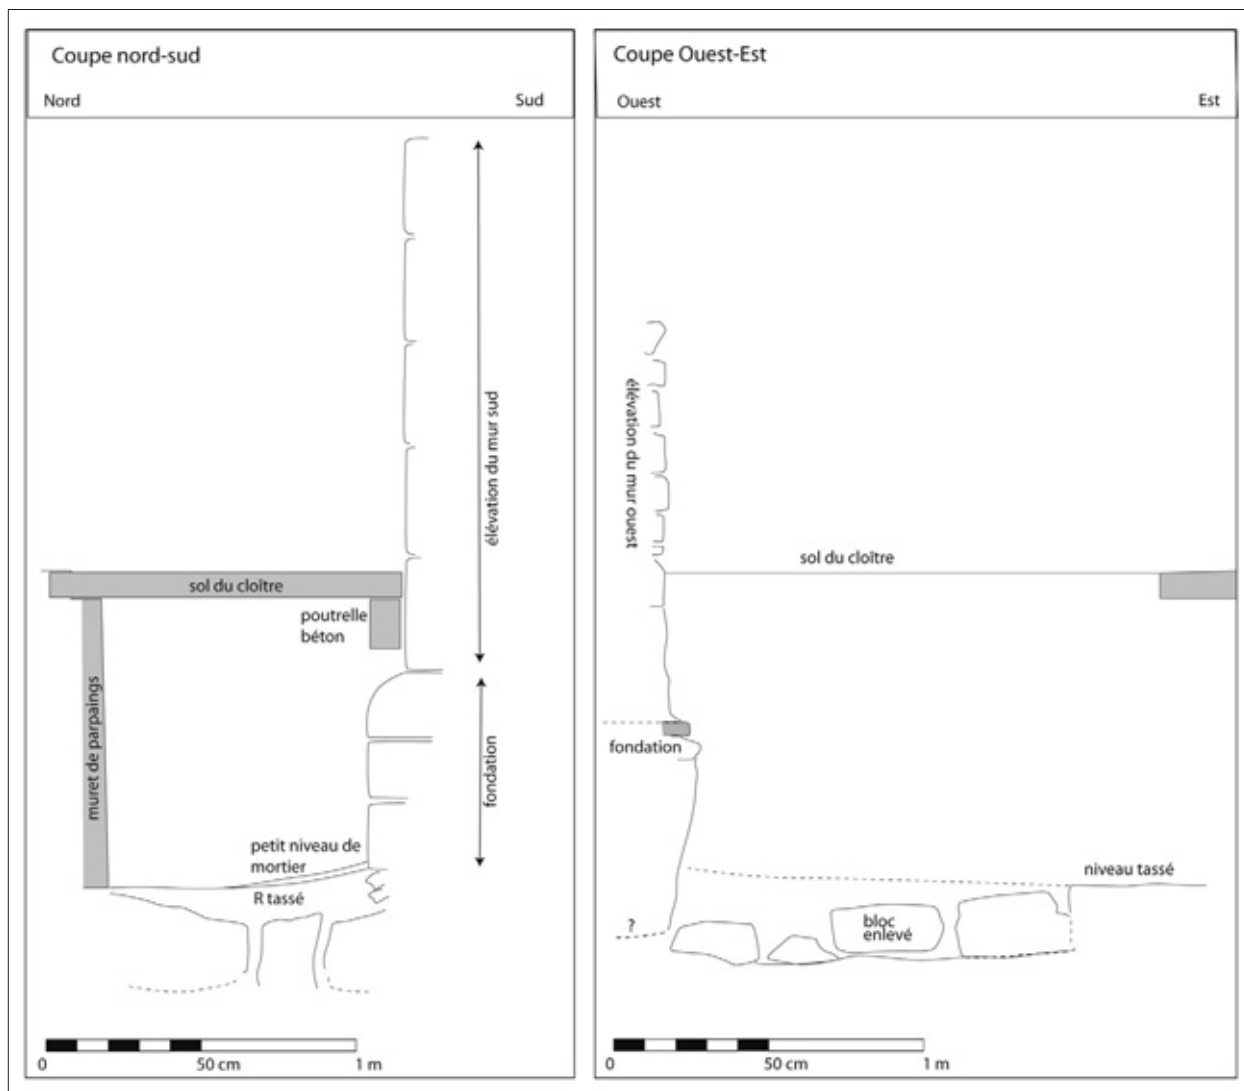 Coupe nord-sud
Nord
Sud
élévation du mur sud
sol du cloître
poutrelle
béton
muret de parpaings
fondation
petit niveau de
mortier
R tassé
0
50 cm
1 m
Coupe Ouest-Est
Ouest
Est
élévation du mur ouest
sol du cloître
fondation
niveau tassé
?
bloc
enlevé
0
50 cm
1 m